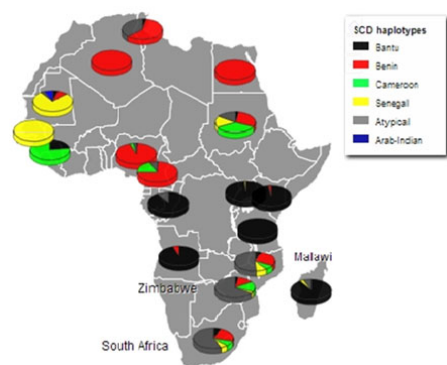 SCD haplotypes
Bantu
Benin
Cameroon
Senegal
Atypical
Arab-Indian
Malawi
Zimbabwe
South Africa